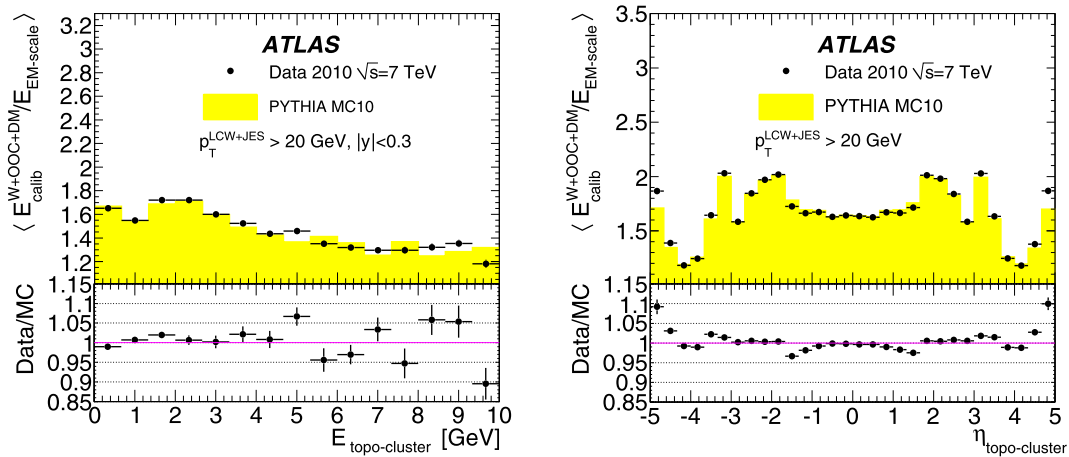 ⟨ E_calib^W+OOC+DM/E_EM-scale ⟩
3.2
3
2.8
2.6
2.4
2.2
2
1.8
1.6
1.4
1.2
ATLAS
Data 2010 √s=7 TeV
PYTHIA MC10
p_T^LCW+JES > 20 GeV, |y|<0.3
Data/MC
1.15
1.1
1.05
1
0.95
0.9
0.85
0 1 2 3 4 5 6 7 8 9 10
E_topo-cluster [GeV]
⟨ E_calib^W+OOC+DM/E_EM-scale ⟩
3.5
3
2.5
2
1.5
1
ATLAS
Data 2010 √s=7 TeV
PYTHIA MC10
p_T^LCW+JES > 20 GeV
Data/MC
1.15
1.1
1.05
1
0.95
0.9
0.85
-5 -4 -3 -2 -1 0 1 2 3 4 5
η_topo-cluster